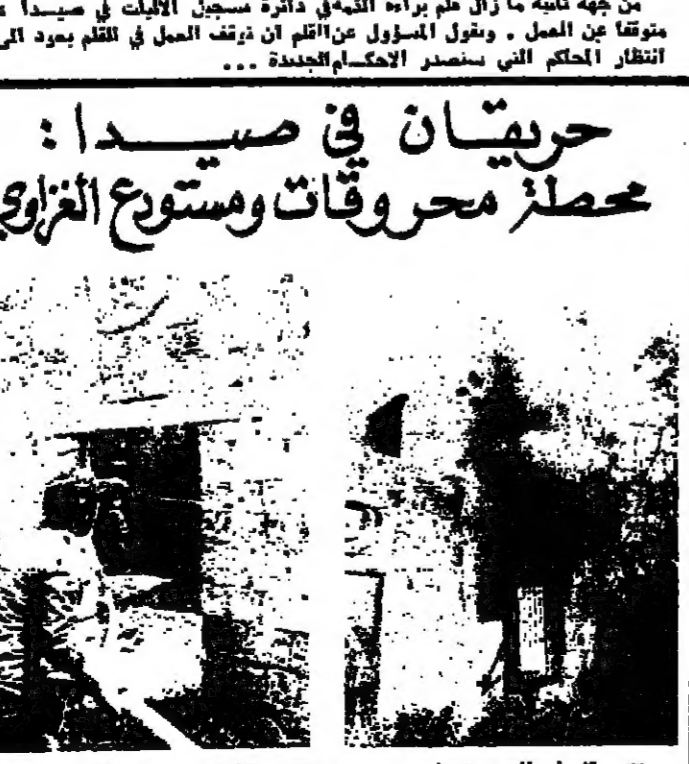 من جهة ثانية ما زال قلم براءة الذمة في دائرة تسجيل الآليات في صيدا
متوقفا عن العمل . ويقول المسؤول عن القلم ان توقف العمل في القلم يعود الى
انتظار المحاكم التي ستصدر الاحكام الجديدة ...
حريقان في صيدا :
محطة محروقات ومستودع الغزاوي